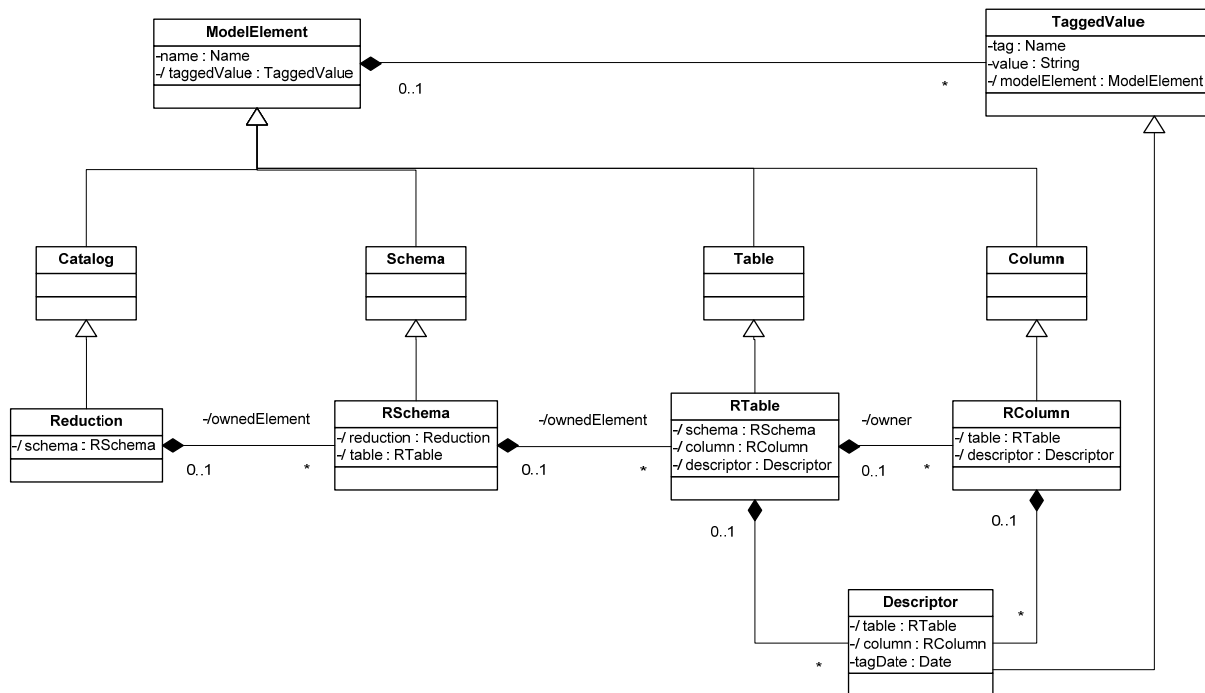 ModelElement
-name : Name
-/ taggedValue : TaggedValue
TaggedValue
-tag : Name
-value : String
-/ modelElement : ModelElement
0..1
*
Catalog
Schema
Table
Column
Reduction
-/ schema : RSchema
-/ownedElement
0..1
*
RSchema
-/ reduction : Reduction
-/ table : RTable
-/ownedElement
0..1
*
RTable
-/ schema : RSchema
-/ column : RColumn
-/ descriptor : Descriptor
-/owner
0..1
*
RColumn
-/ table : RTable
-/ descriptor : Descriptor
0..1
0..1
Descriptor
-/ table : RTable
-/ column : RColumn
-tagDate : Date
*
*